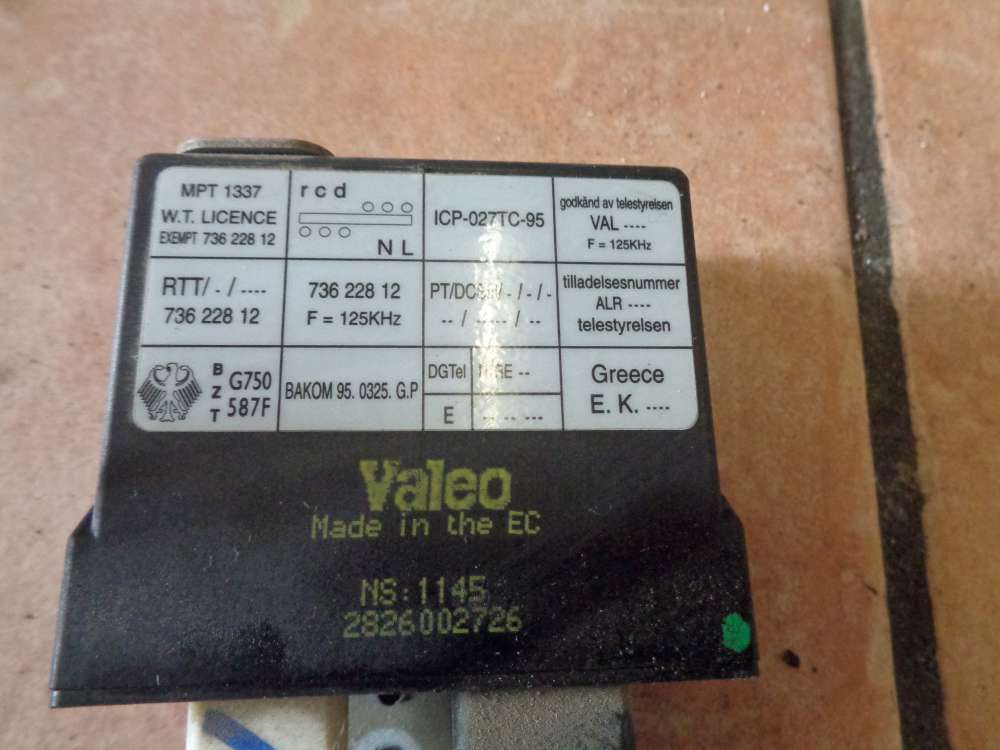 MPT 1337
W.T. LICENCE
EXEMPT 736 228 12
r c d
N L
ICP-027TC-95
godkänd av telestyrelsen
VAL ----
F = 125KHz
RTT/ - / ----
736 228 12
736 228 12
F = 125KHz
-- / ----- / --
tilladelsesnummer
ALR ----
telestyrelsen
B
Z
T
G750
587F
BAKOM 95. 0325. G.P
DGTel
E
-- -- ---
Greece
E. K. ----
Valeo
Made in the EC
NS:1145
2826002726